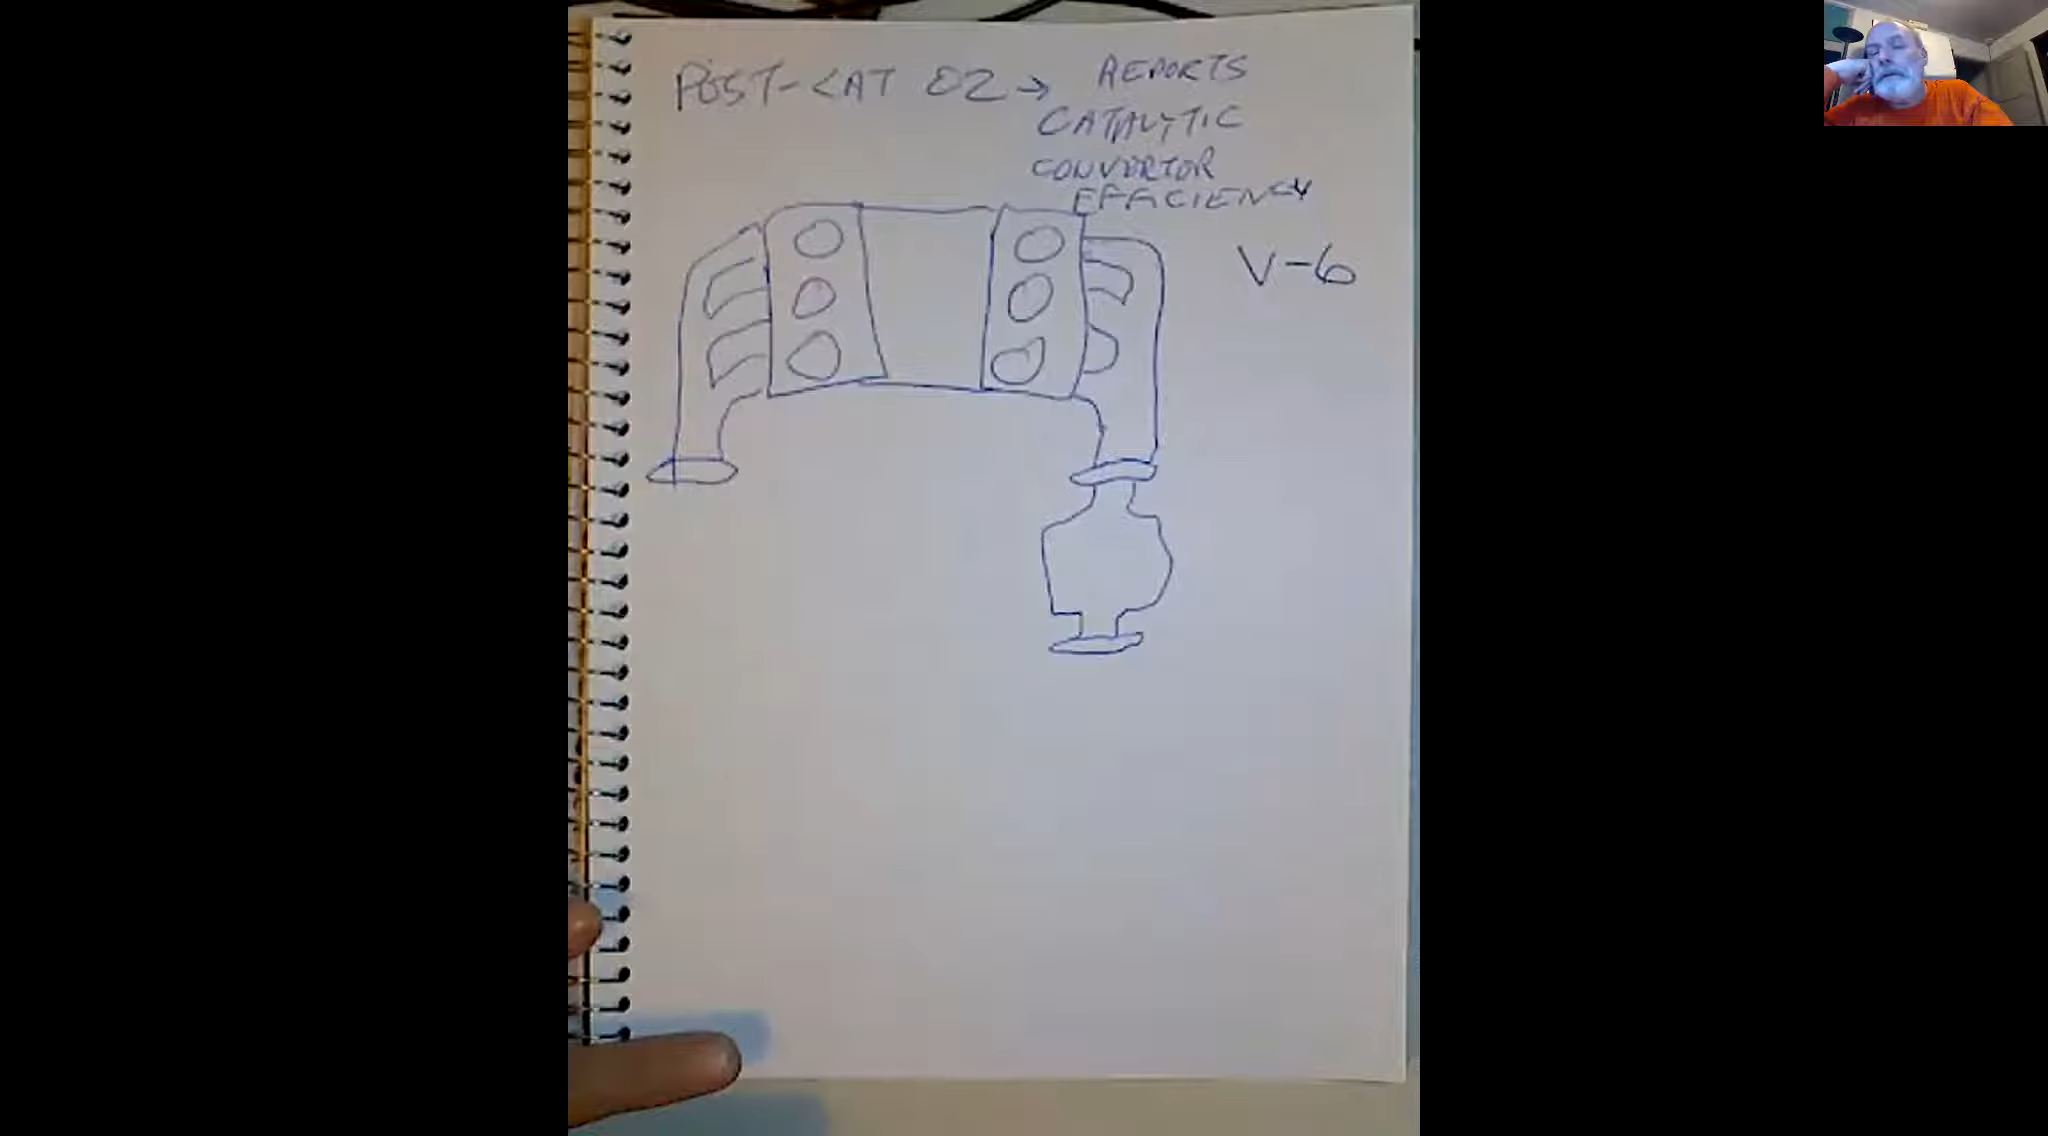 POST-CAT O2 → REPORTS
CATALYTIC
CONVERTOR
EFFICIENCY
V-6